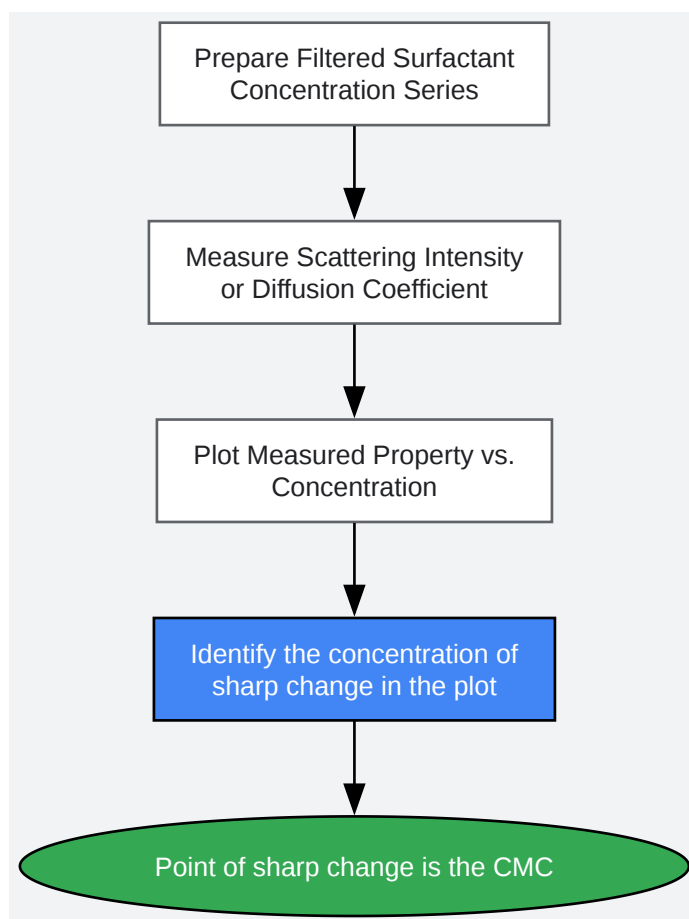 Prepare Filtered Surfactant
Concentration Series
Measure Scattering Intensity
or Diffusion Coefficient
Plot Measured Property vs.
Concentration
Identify the concentration of
sharp change in the plot
Point of sharp change is the CMC